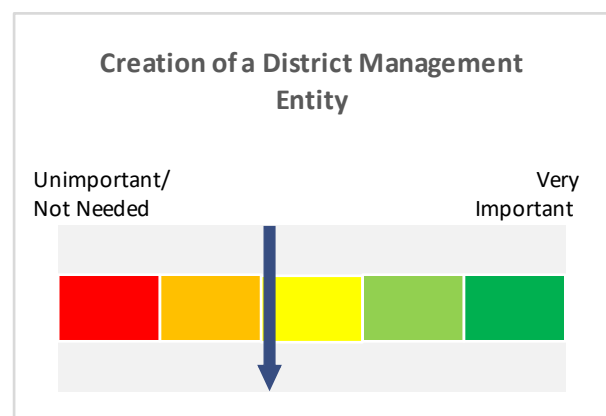 Creation of a District Management
Entity
Unimportant/
Not Needed
Very
Important